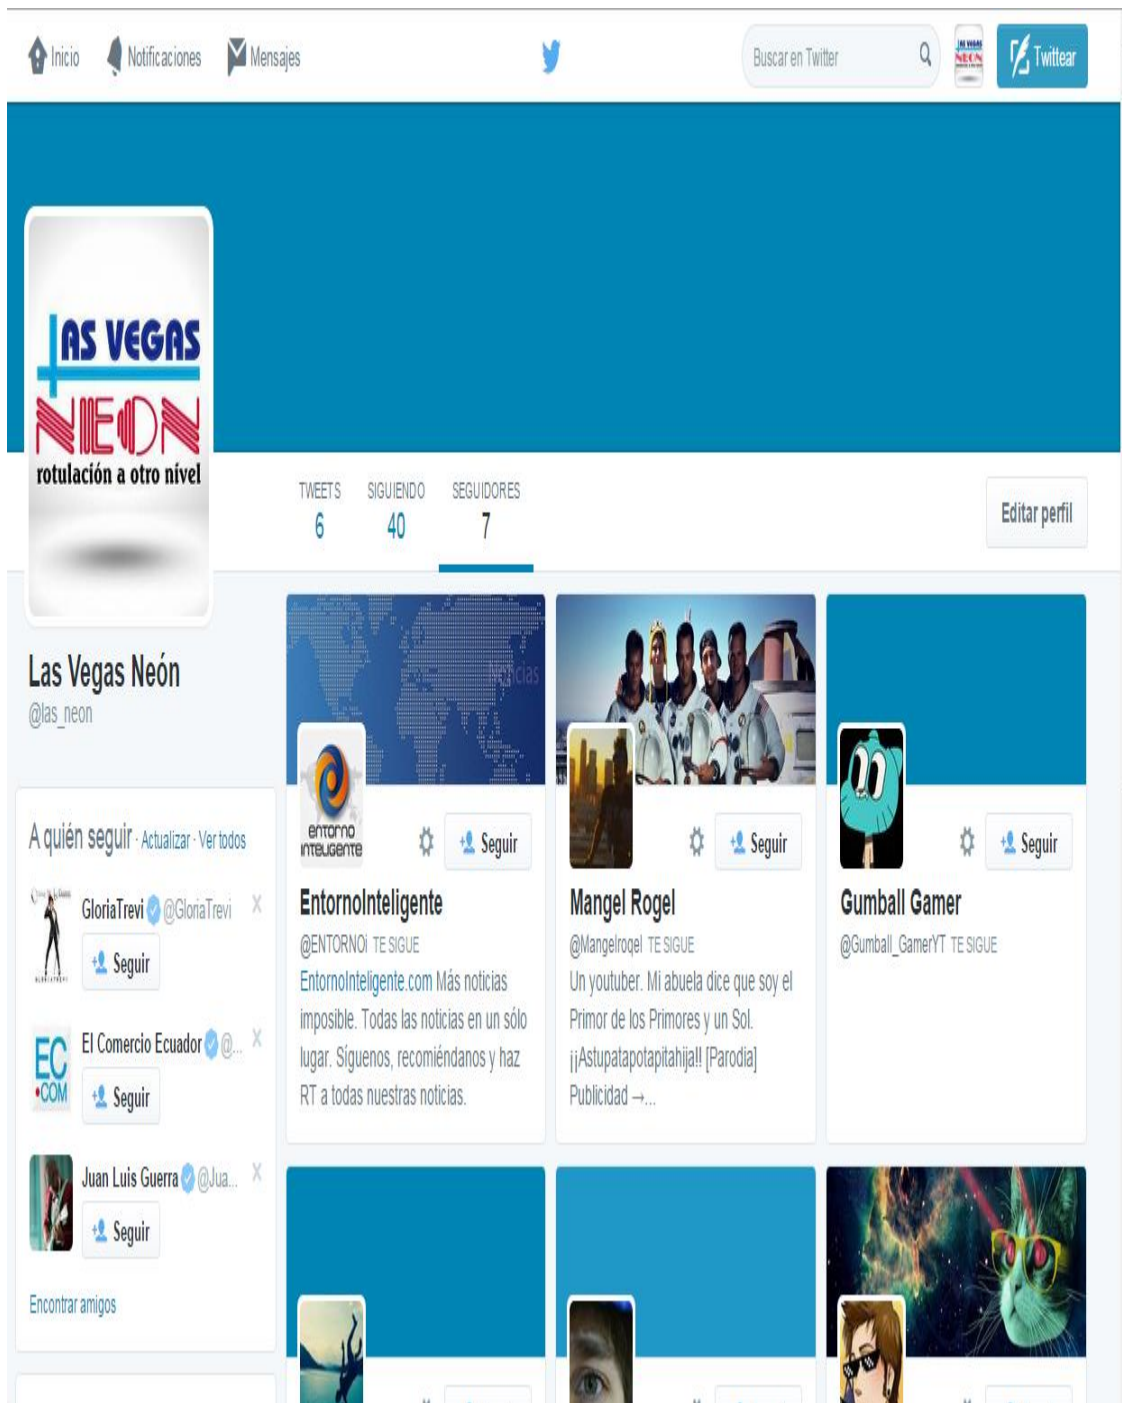 Inicio
Notificaciones
Mensajes
Buscar en Twitter
LAS VEGAS
NEON
Twittear
LAS VEGAS
NEON
rotulación a otro nivel
TWEETS
6
SIGUIENDO
40
SEGUIDORES
7
Editar perfil
Las Vegas Neón
@las_neon
A quién seguir · Actualizar · Ver todos
GloriaTrevi @GloriaTrevi
Seguir
EC
.COM
El Comercio Ecuador @...
Seguir
Juan Luis Guerra @Jua...
Seguir
Encontrar amigos
Noticias
entorno
inteligente
Seguir
EntornoInteligente
@ENTORNOi TE SIGUE
EntornoInteligente.com Más noticias
imposible. Todas las noticias en un sólo
lugar. Síguenos, recomiéndanos y haz
RT a todas nuestras noticias.
Seguir
Mangel Rogel
@Mangelrogel TE SIGUE
Un youtuber. Mi abuela dice que soy el
Primor de los Primores y un Sol.
¡¡Astupatapotapitahija!! [Parodia]
Publicidad →...
Seguir
Gumball Gamer
@Gumball_GamerYT TE SIGUE